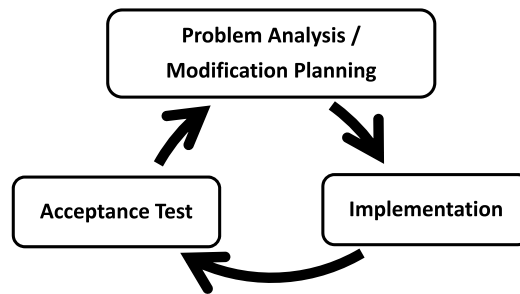 Problem Analysis /
Modification Planning
Acceptance Test
Implementation